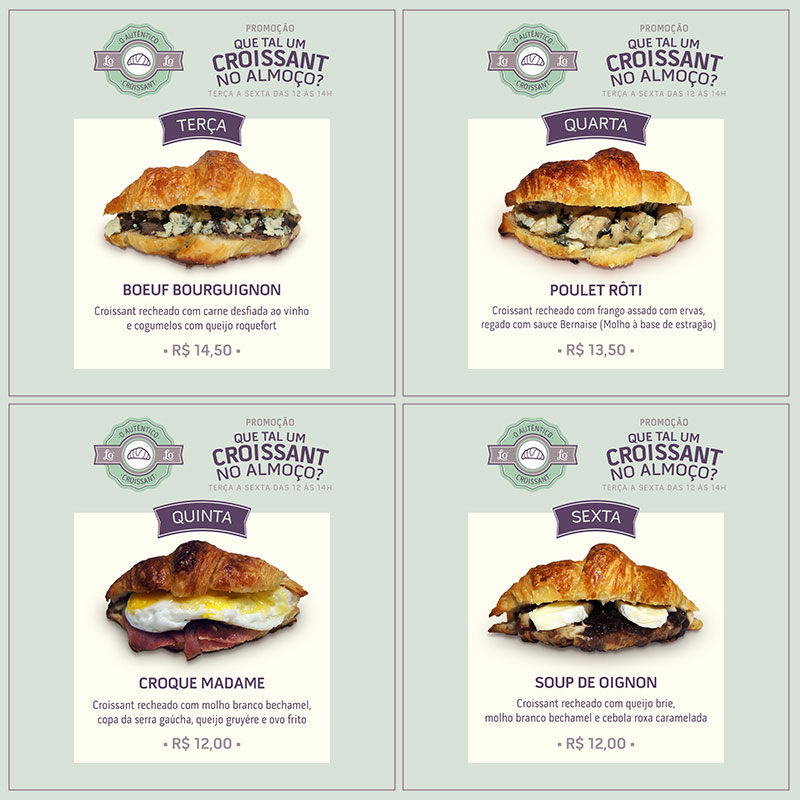 O AUTÊNTICO
Lo Lo
CROISSANT
PROMOÇÃO
QUE TAL UM
CROISSANT
NO ALMOÇO?
TERÇA A SEXTA DAS 12 ÀS 14H
TERÇA
BOEUF BOURGUIGNON
Croissant recheado com carne desfiada ao vinho
e cogumelos com queijo roquefort
• R$ 14,50 •
O AUTÊNTICO
Lo Lo
CROISSANT
PROMOÇÃO
QUE TAL UM
CROISSANT
NO ALMOÇO?
TERÇA A SEXTA DAS 12 ÀS 14H
QUARTA
POULET RÔTI
Croissant recheado com frango assado com ervas,
regado com sauce Bernaise (Molho à base de estragão)
• R$ 13,50 •
O AUTÊNTICO
Lo Lo
CROISSANT
PROMOÇÃO
QUE TAL UM
CROISSANT
NO ALMOÇO?
TERÇA A SEXTA DAS 12 ÀS 14H
QUINTA
CROQUE MADAME
Croissant recheado com molho branco bechamel,
copa da serra gaúcha, queijo gruyére e ovo frito
• R$ 12,00 •
O AUTÊNTICO
Lo Lo
CROISSANT
PROMOÇÃO
QUE TAL UM
CROISSANT
NO ALMOÇO?
TERÇA A SEXTA DAS 12 ÀS 14H
SEXTA
SOUP DE OIGNON
Croissant recheado com queijo brie,
molho branco bechamel e cebola roxa caramelada
• R$ 12,00 •